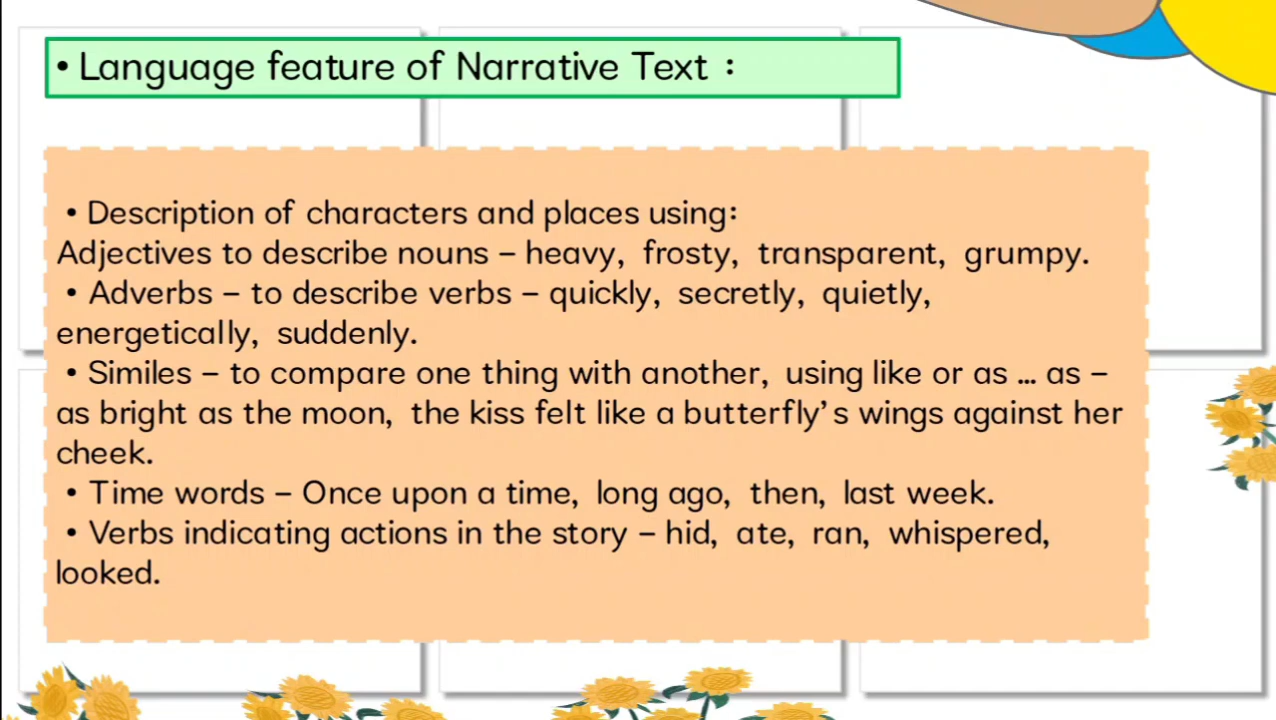 • Language feature of Narrative Text :
• Description of characters and places using:
Adjectives to describe nouns – heavy, frosty, transparent, grumpy.
• Adverbs – to describe verbs – quickly, secretly, quietly,
energetically, suddenly.
• Similes – to compare one thing with another, using like or as … as –
as bright as the moon, the kiss felt like a butterfly’s wings against her
cheek.
• Time words – Once upon a time, long ago, then, last week.
• Verbs indicating actions in the story – hid, ate, ran, whispered,
looked.